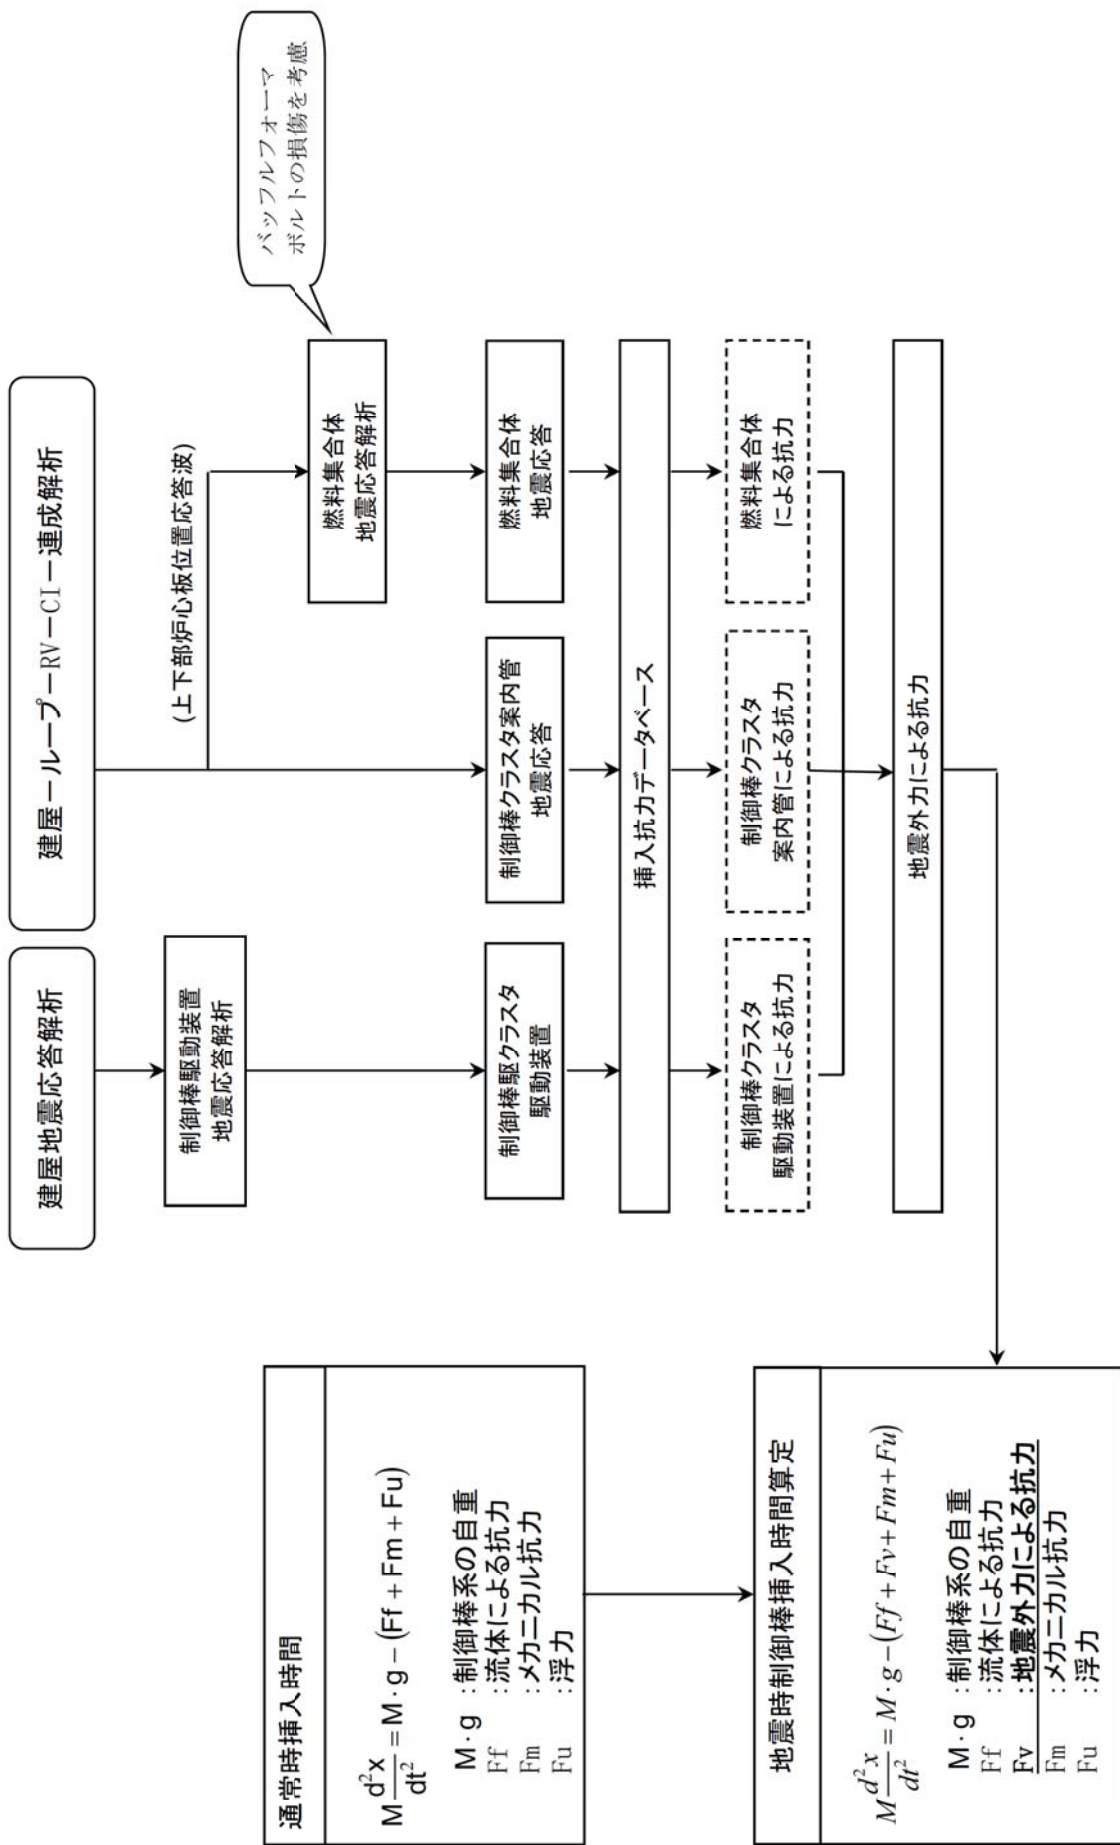 通常時挿入時間
M d²x/dt² = M・g − (Ff + Fm + Fu)
M・g :制御棒系の自重
Ff :流体による抗力
Fm :メカニカル抗力
Fu :浮力
地震時制御棒挿入時間算定
M d²x/dt² = M・g − (Ff + Fv + Fm + Fu)
M・g :制御棒系の自重
Ff :流体による抗力
Fv :地震外力による抗力
Fm :メカニカル抗力
Fu :浮力
建屋地震応答解析
建屋－ループ－RV－CI－連成解析
制御棒駆動装置
地震応答解析
(上下部炉心板位置応答波)
バッフルフォーマ
ボルトの損傷を考慮
燃料集合体
地震応答解析
制御棒駆クラスタ
駆動装置
制御棒クラスタ案内管
地震応答
燃料集合体
地震応答
挿入抗力データベース
制御棒クラスタ
駆動装置による抗力
制御棒クラスタ
案内管による抗力
燃料集合体
による抗力
地震外力による抗力